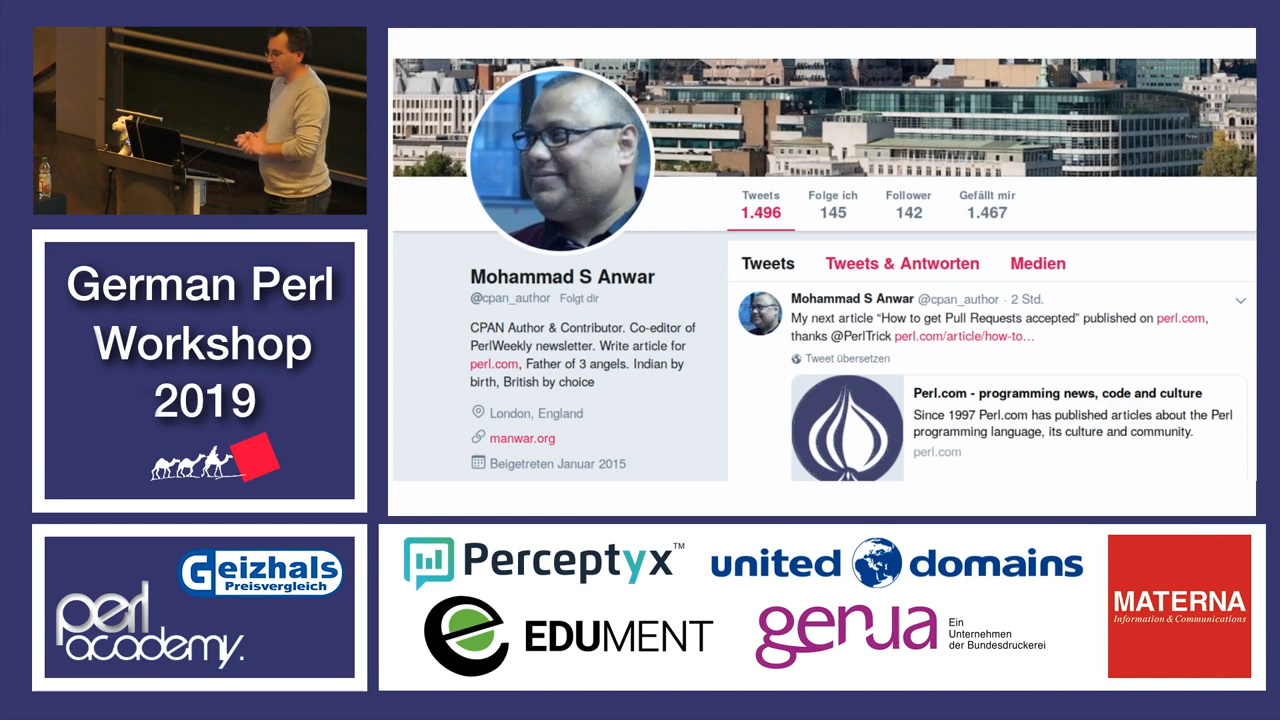 German Perl
Workshop
2019
Geizhals
Preisvergleich
perl
academy.
Tweets
1.496
Folge ich
145
Follower
142
Gefällt mir
1.467
Mohammad S Anwar
@cpan_author Folgt dir
CPAN Author & Contributor. Co-editor of
PerlWeekly newsletter. Write article for
perl.com, Father of 3 angels. Indian by
birth, British by choice
London, England
manwar.org
Beigetreten Januar 2015
Tweets Tweets & Antworten Medien
Mohammad S Anwar @cpan_author · 2 Std.
My next article “How to get Pull Requests accepted” published on perl.com,
thanks @PerlTrick perl.com/article/how-to…
Tweet übersetzen
Perl.com - programming news, code and culture
Since 1997 Perl.com has published articles about the Perl
programming language, its culture and community.
perl.com
Perceptyx™
united domains
EDUMENT
genua
Ein
Unternehmen
der Bundesdruckerei
MATERNA
Information & Communications